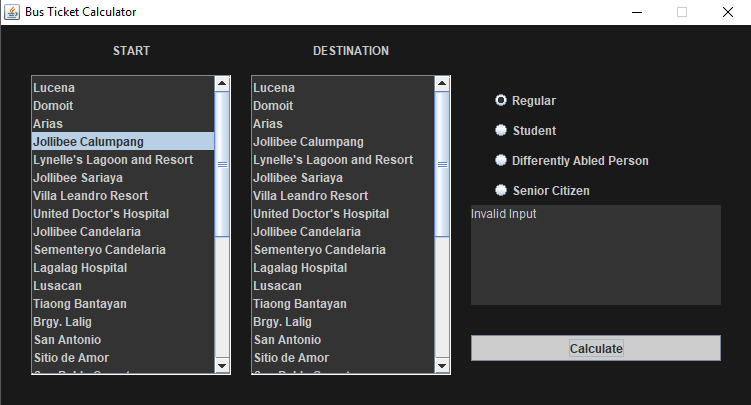 Bus Ticket Calculator
START
DESTINATION
Lucena
Domoit
Arias
Jollibee Calumpang
Lynelle's Lagoon and Resort
Jollibee Sariaya
Villa Leandro Resort
United Doctor's Hospital
Jollibee Candelaria
Sementeryo Candelaria
Lagalag Hospital
Lusacan
Tiaong Bantayan
Brgy. Lalig
San Antonio
Sitio de Amor
Lucena
Domoit
Arias
Jollibee Calumpang
Lynelle's Lagoon and Resort
Jollibee Sariaya
Villa Leandro Resort
United Doctor's Hospital
Jollibee Candelaria
Sementeryo Candelaria
Lagalag Hospital
Lusacan
Tiaong Bantayan
Brgy. Lalig
San Antonio
Sitio de Amor
Regular
Student
Differently Abled Person
Senior Citizen
Invalid Input
Calculate